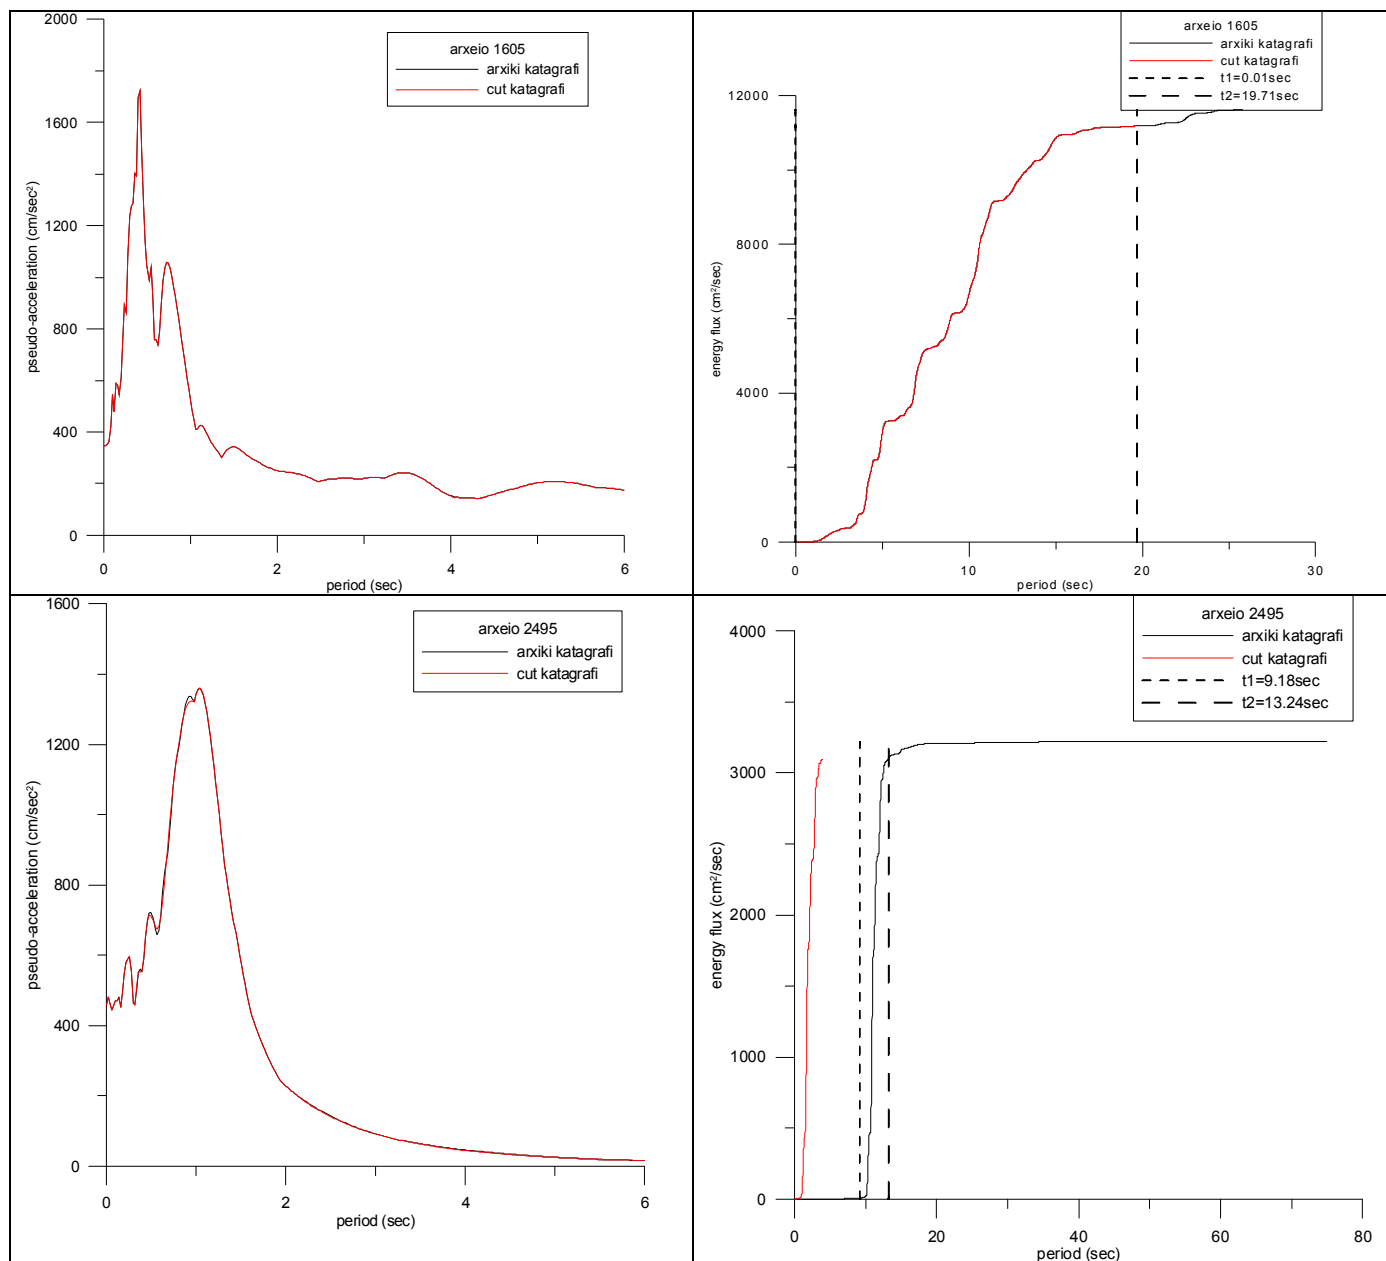 2000
1600
1200
800
400
0
pseudo-acceleration (cm/sec²)
arxeio 1605
arxiki katagrafi
cut katagrafi
0
2
4
6
period (sec)
arxeio 1605
arxiki katagrafi
cut katagrafi
t1=0.01sec
t2=19.71sec
12000
8000
4000
0
energy flux (cm²/sec)
0
10
20
30
period (sec)
1600
1200
800
400
0
pseudo-acceleration (cm/sec²)
arxeio 2495
arxiki katagrafi
cut katagrafi
0
2
4
6
period (sec)
arxeio 2495
arxiki katagrafi
cut katagrafi
t1=9.18sec
t2=13.24sec
4000
3000
2000
1000
0
energy flux (cm²/sec)
0
20
40
60
80
period (sec)